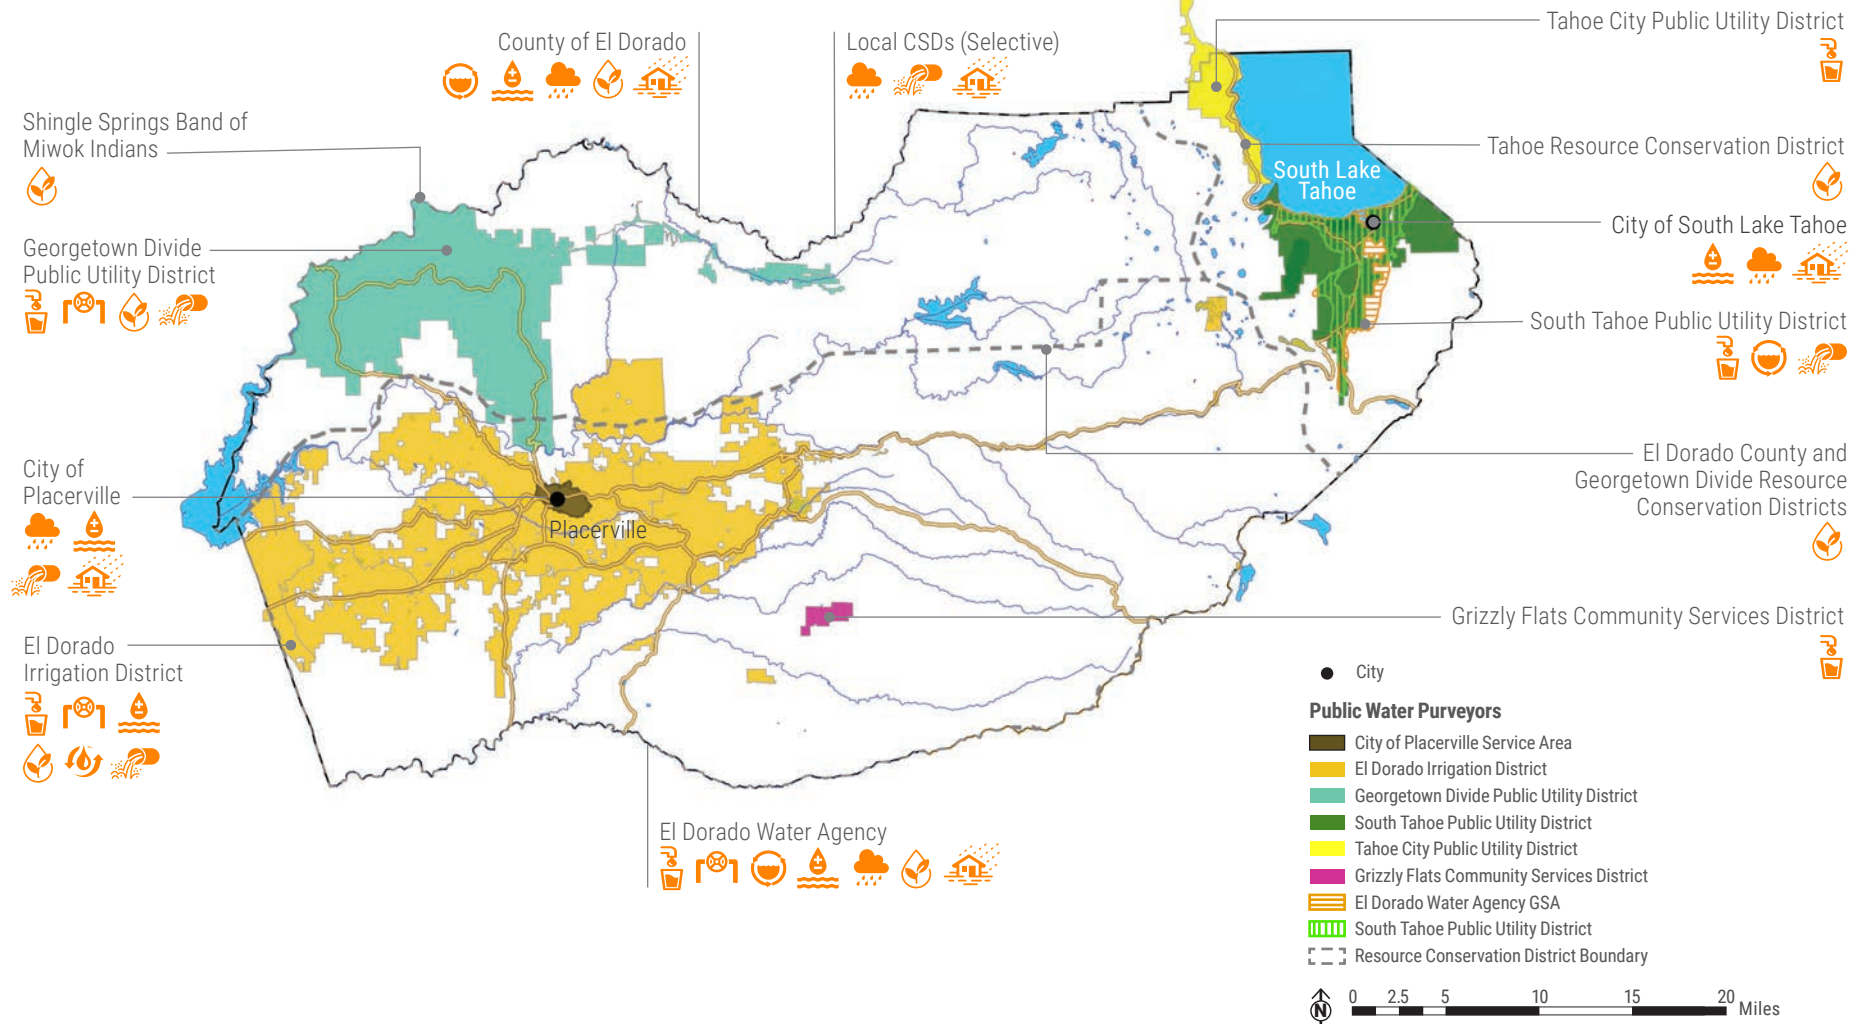 Tahoe City Public Utility District
County of El Dorado
Local CSDs (Selective)
Shingle Springs Band of
Miwok Indians
Tahoe Resource Conservation District
South Lake
Tahoe
City of South Lake Tahoe
Georgetown Divide
Public Utility District
South Tahoe Public Utility District
El Dorado County and
Georgetown Divide Resource
Conservation Districts
City of
Placerville
Placerville
Grizzly Flats Community Services District
El Dorado
Irrigation District
El Dorado Water Agency
City
Public Water Purveyors
City of Placerville Service Area
El Dorado Irrigation District
Georgetown Divide Public Utility District
South Tahoe Public Utility District
Tahoe City Public Utility District
Grizzly Flats Community Services District
El Dorado Water Agency GSA
South Tahoe Public Utility District
Resource Conservation District Boundary
N
0 2.5 5 10 15 20 Miles